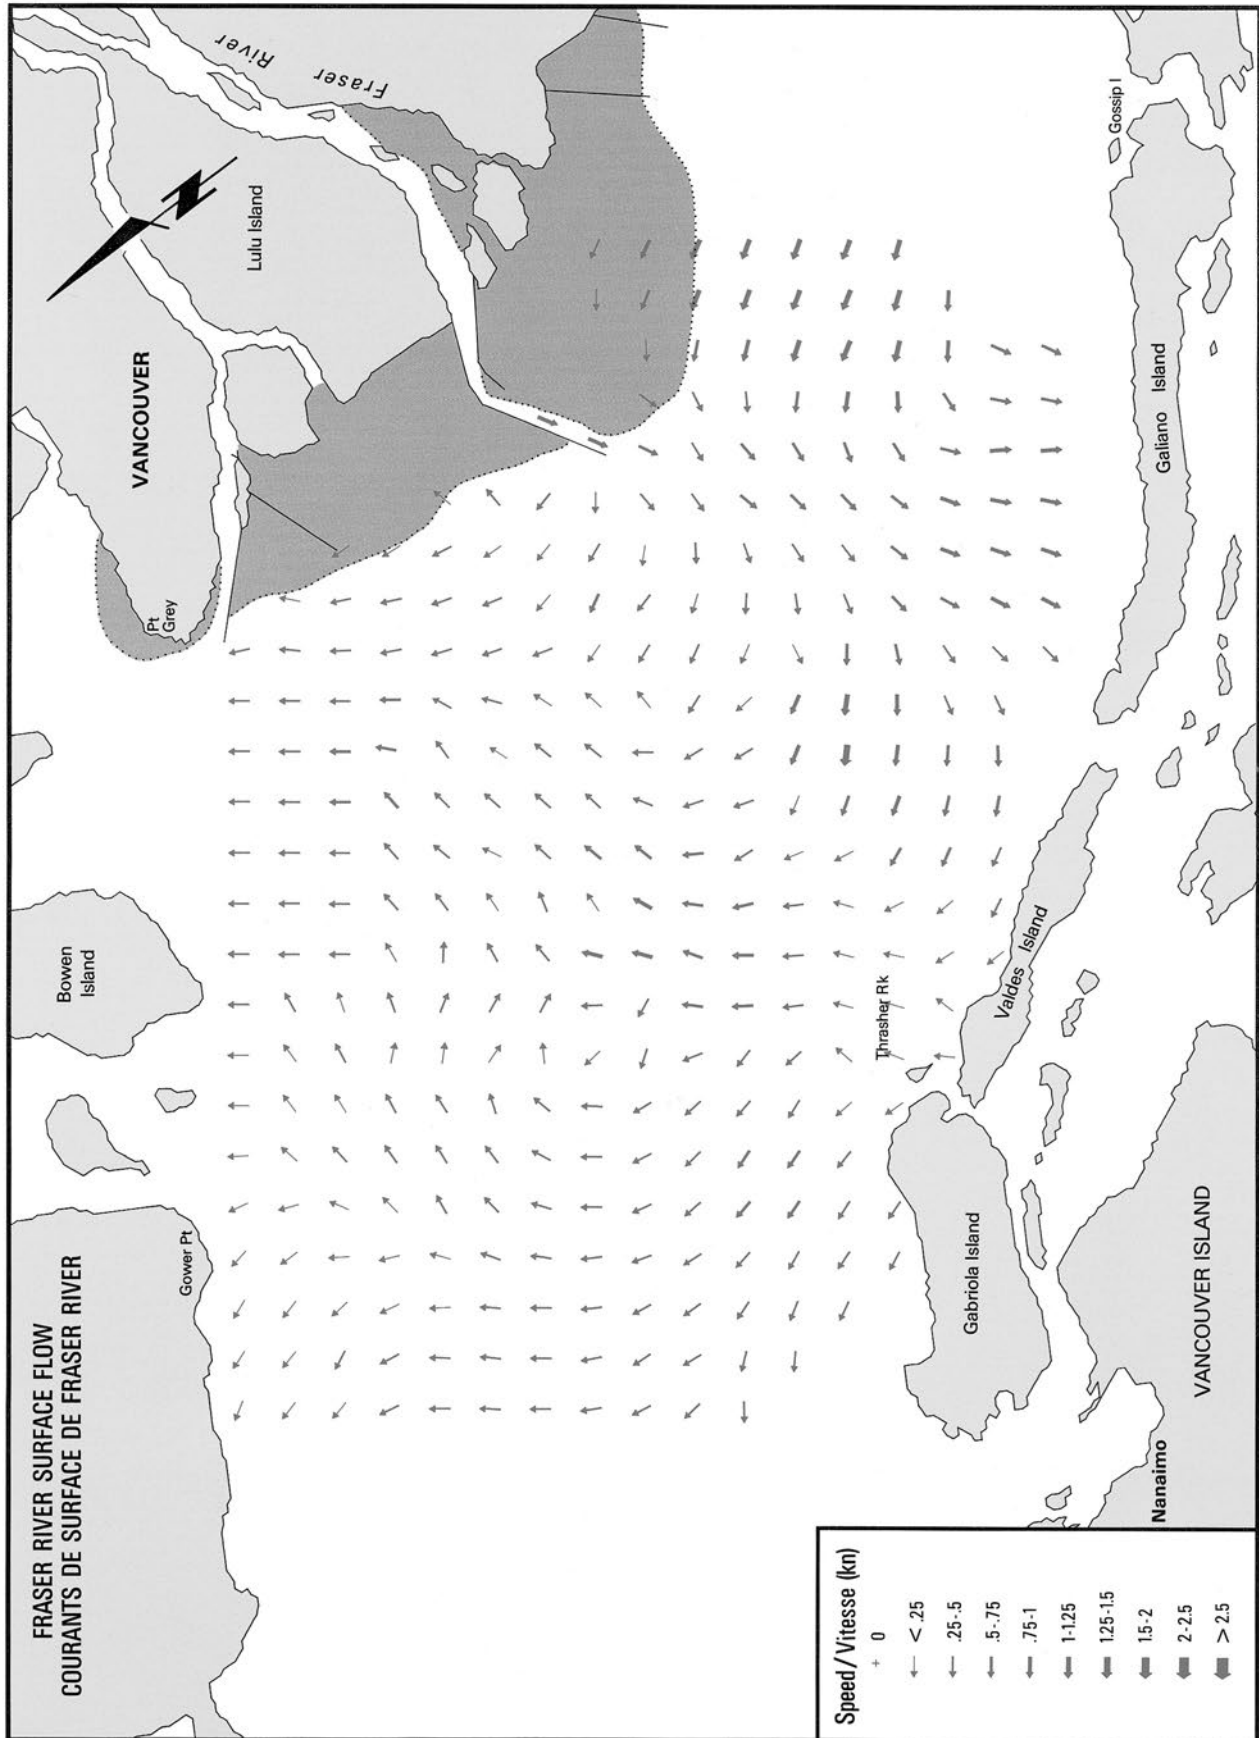 FRASER RIVER SURFACE FLOW
COURANTS DE SURFACE DE FRASER RIVER
Fraser
River
Lulu Island
VANCOUVER
Pt
Grey
Bowen
Island
Gower Pt
Gossip I
Galiano Island
Valdes Island
Thrasher Rk
Gabriola Island
VANCOUVER ISLAND
Nanaimo
Speed/Vitesse (kn)
0
< .25
.25-.5
.5-.75
.75-1
1-1.25
1.25-1.5
1.5-2
2-2.5
> 2.5
N